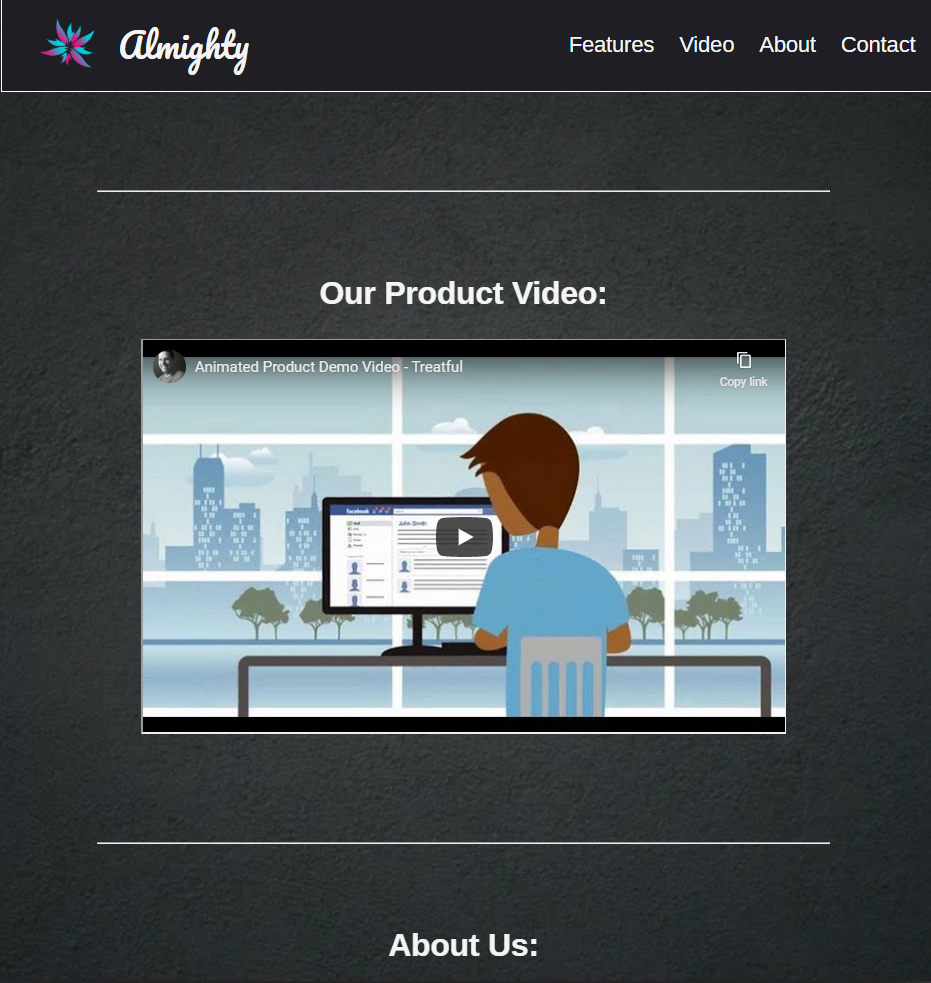 Almighty
Features Video About Contact
Our Product Video:
Animated Product Demo Video - Treatful
Copy link
facebook
John Smith
About Us: